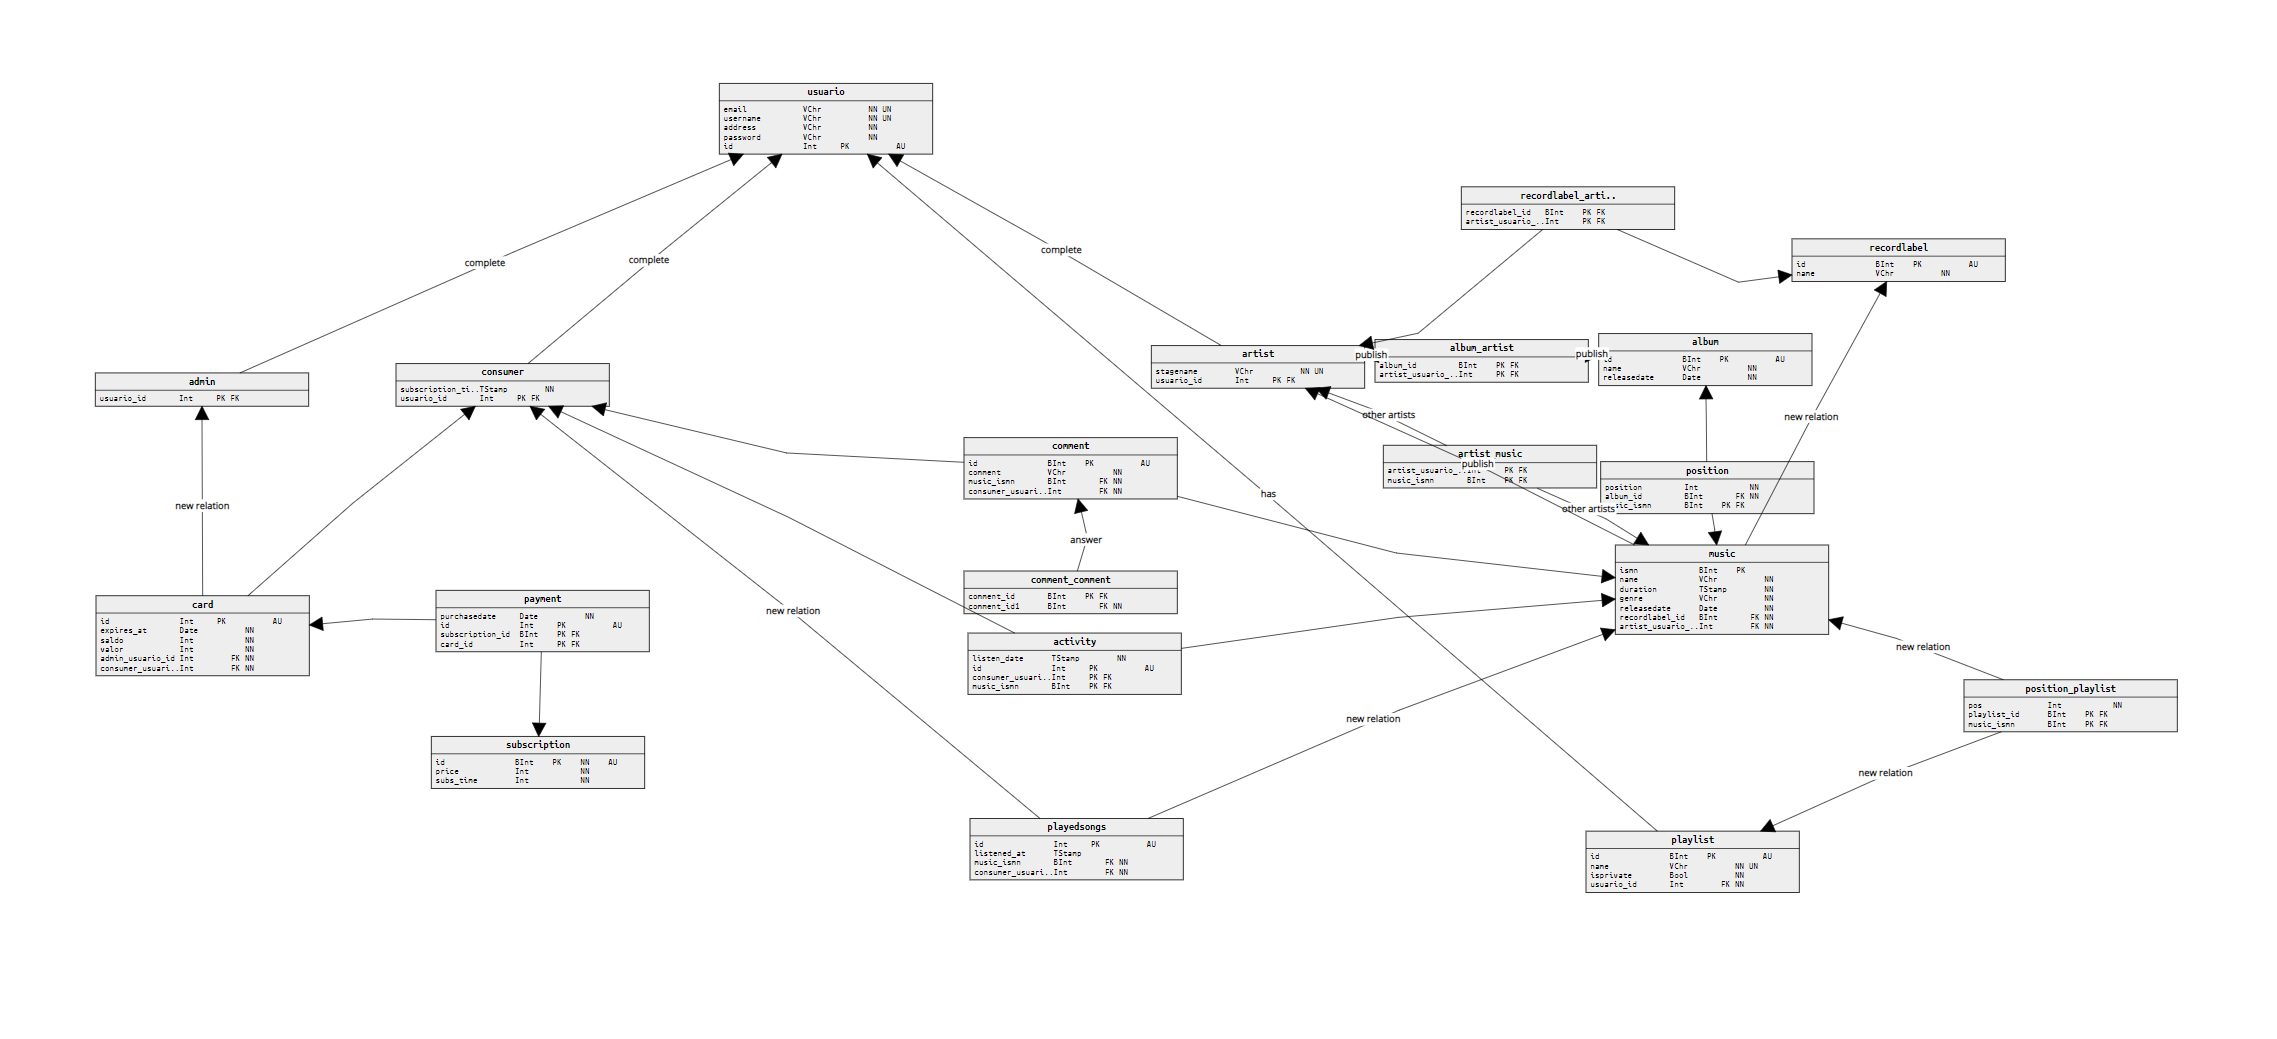 usuario
email VChr NN UN
username VChr NN UN
address VChr NN
password VChr NN
id Int PK AU
recordlabel_arti..
recordlabel_id BInt PK FK
artist_usuario_..Int PK FK
recordlabel
id BInt PK AU
name VChr NN
complete
complete
complete
admin
usuario_id Int PK FK
consumer
subscription_ti..TStamp NN
usuario_id Int PK FK
artist
stagename VChr NN UN
usuario_id Int PK FK
publish
album_artist
album_id BInt PK FK
artist_usuario_..Int PK FK
publish
album
id BInt PK AU
name VChr NN
releasedate Date NN
other artists
new relation
comment
id BInt PK AU
comment VChr NN
music_ismn BInt FK NN
consumer_usuari..Int FK NN
artist_music
publish
artist_usuario_..Int PK FK
music_ismn BInt PK FK
position
position Int NN
album_id BInt FK NN
music_ismn BInt PK FK
other artists
has
new relation
answer
music
ismn BInt PK
name VChr NN
duration TStamp NN
genre VChr NN
releasedate Date NN
recordlabel_id BInt FK NN
artist_usuario_..Int FK NN
comment_comment
comment_id BInt PK FK
comment_id1 BInt FK NN
card
id Int PK AU
expires_at Date NN
saldo Int NN
valor Int NN
admin_usuario_id Int FK NN
consumer_usuari..Int FK NN
payment
purchasedate Date NN
id Int PK AU
subscription_id BInt PK FK
card_id Int PK FK
new relation
activity
listen_date TStamp NN
id Int PK AU
consumer_usuari..Int PK FK
music_ismn BInt PK FK
new relation
position_playlist
pos Int NN
playlist_id BInt PK FK
music_ismn BInt PK FK
new relation
subscription
id BInt PK NN AU
price Int NN
subs_time Int NN
new relation
playedsongs
id Int PK AU
listened_at TStamp
music_ismn BInt FK NN
consumer_usuari..Int FK NN
playlist
id BInt PK AU
name VChr NN UN
isprivate Bool NN
usuario_id Int FK NN